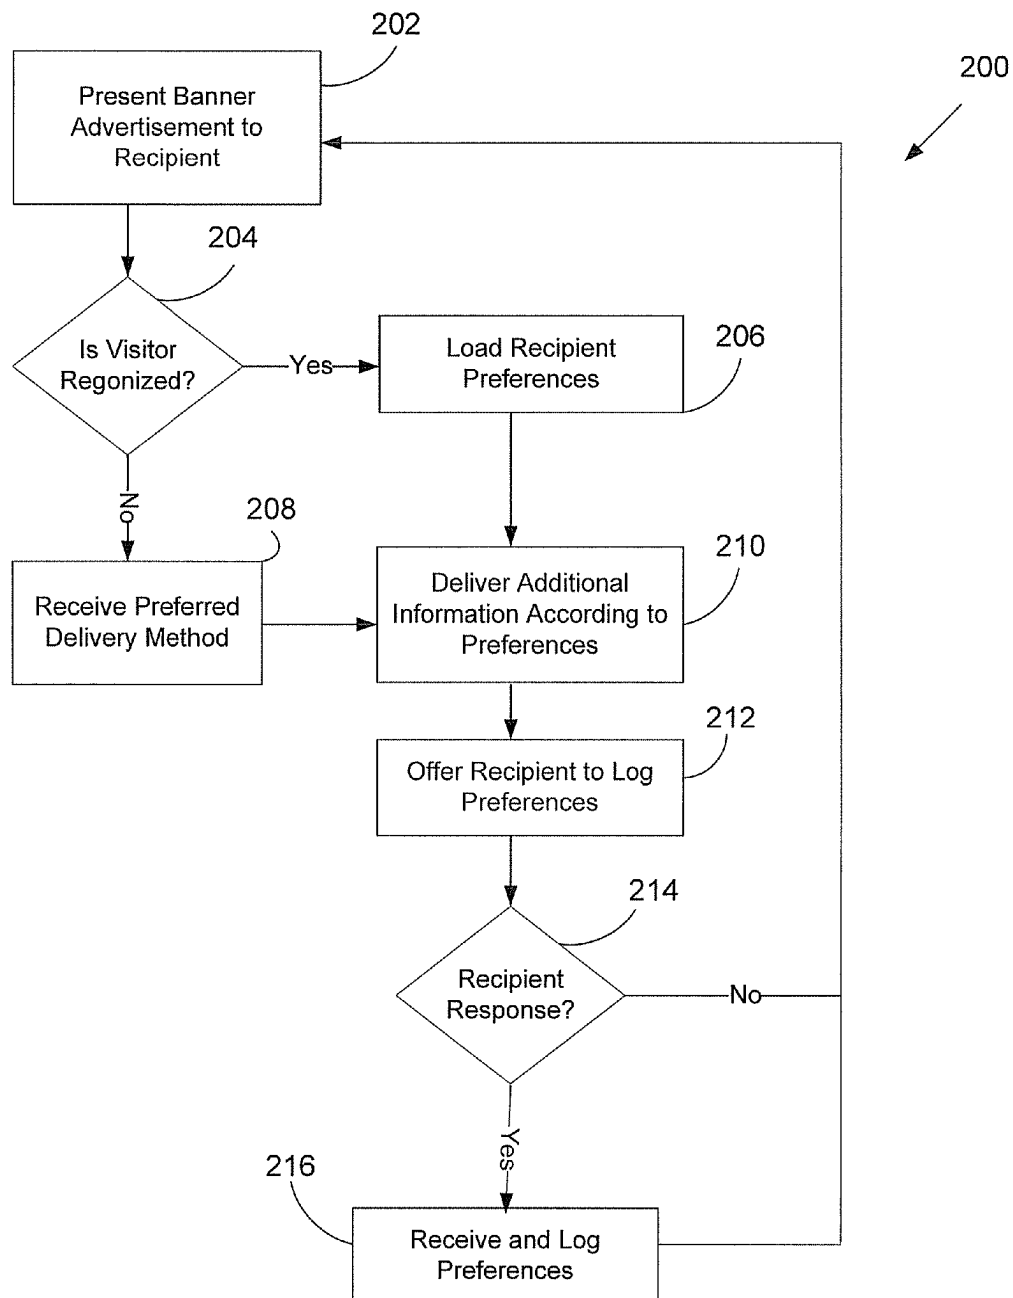 202
200
Present Banner
Advertisement to
Recipient
204
Is Visitor
Regonized?
Yes
Load Recipient
Preferences
206
No
208
Receive Preferred
Delivery Method
210
Deliver Additional
Information According to
Preferences
212
Offer Recipient to Log
Preferences
214
Recipient
Response?
No
Yes
216
Receive and Log
Preferences